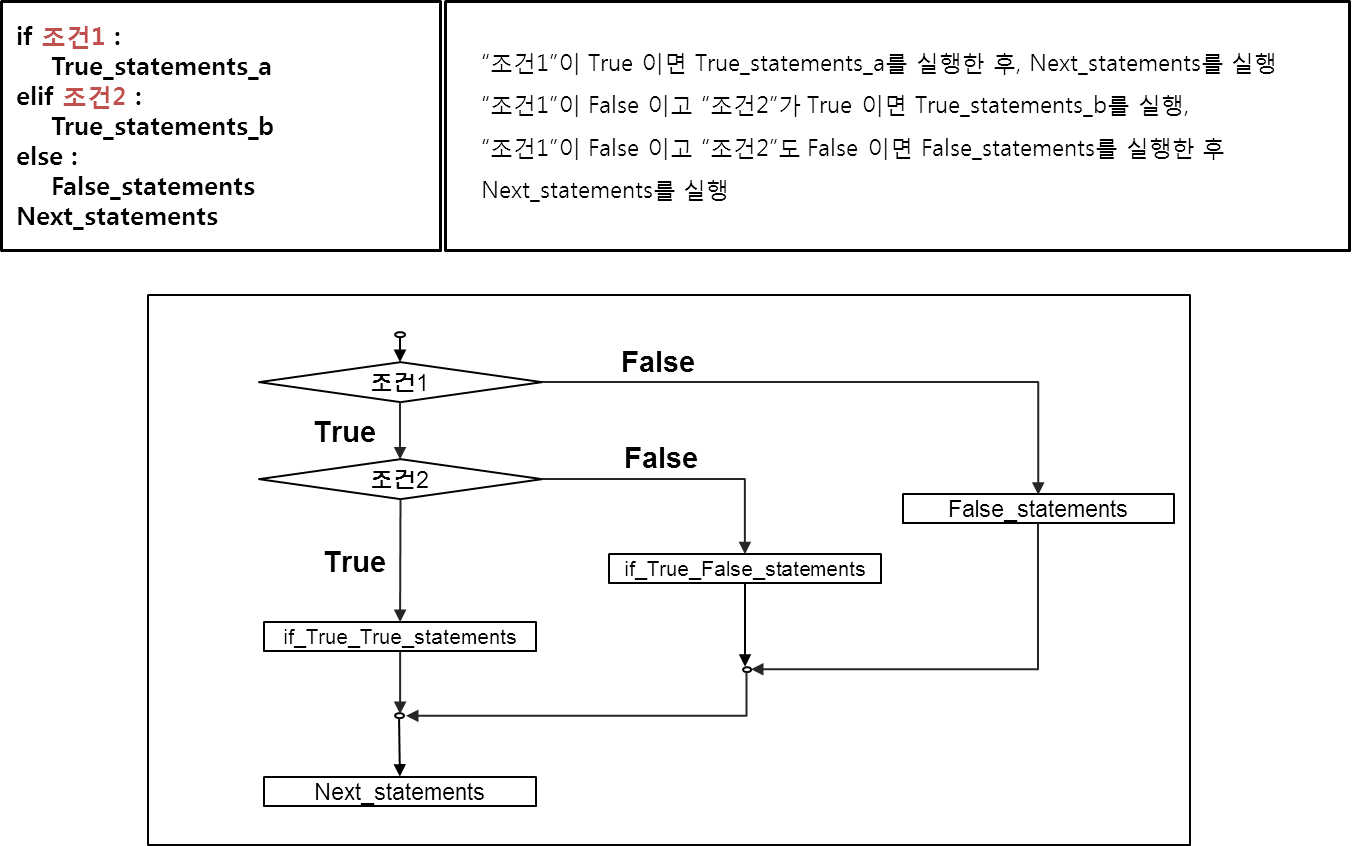 if 조건1 :
True_statements_a
elif 조건2 :
True_statements_b
else :
False_statements
Next_statements
“조건1”이 True 이면 True_statements_a를 실행한 후, Next_statements를 실행
“조건1”이 False 이고 “조건2”가 True 이면 True_statements_b를 실행,
“조건1”이 False 이고 “조건2”도 False 이면 False_statements를 실행한 후
Next_statements를 실행
False
조건1
True
False
조건2
False_statements
True
if_True_False_statements
if_True_True_statements
Next_statements